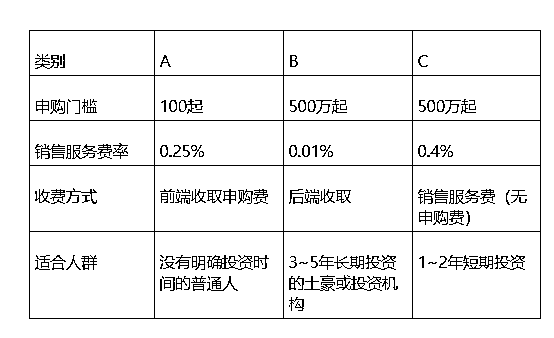 类别 A B C
申购门槛 100起 500万起 500万起
销售服务费率 0.25% 0.01% 0.4%
收费方式 前端收取申购费 后端收取 销售服务费（无
申购费）
适合人群 没有明确投资时 3~5年长期投资 1~2年短期投资
间的普通人 的土豪或投资机
构